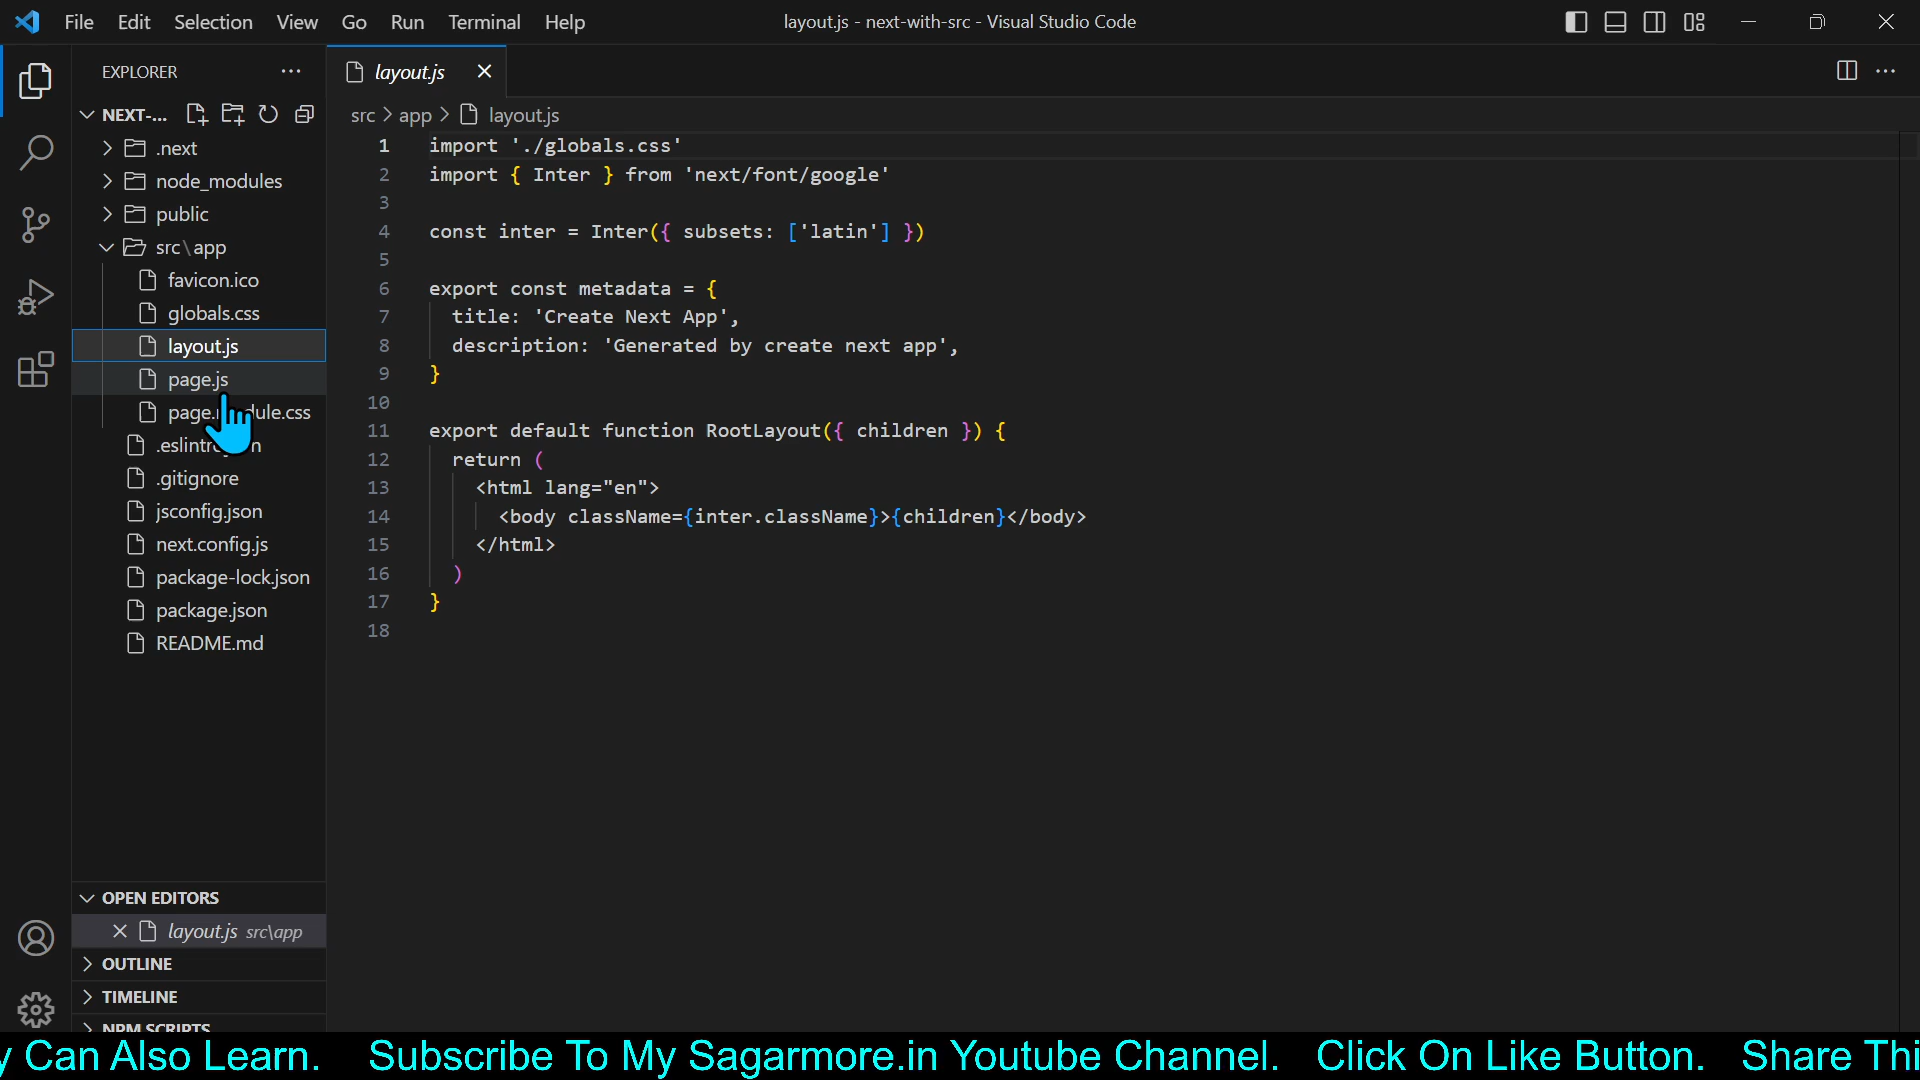 File Edit Selection View Go Run Terminal Help
layout.js - next-with-src - Visual Studio Code
EXPLORER
NEXT-...
.next
node_modules
public
src\app
favicon.ico
globals.css
layout.js
page.js
.gitignore
jsconfig.json
next.config.js
package-lock.json
package.json
README.md
OPEN EDITORS
layout.js src\app
OUTLINE
TIMELINE
NPM SCRIPTS
layout.js
src > app > layout.js
1 import './globals.css'
2 import { Inter } from 'next/font/google'
3
4 const inter = Inter({ subsets: ['latin'] })
5
6 export const metadata = {
7 title: 'Create Next App',
8 description: 'Generated by create next app',
9 }
10
11 export default function RootLayout({ children }) {
12 return (
13 <html lang="en">
14 <body className={inter.className}>{children}</body>
15 </html>
16 )
17 }
18
y Can Also Learn. Subscribe To My Sagarmore.in Youtube Channel. Click On Like Button. Share Thi